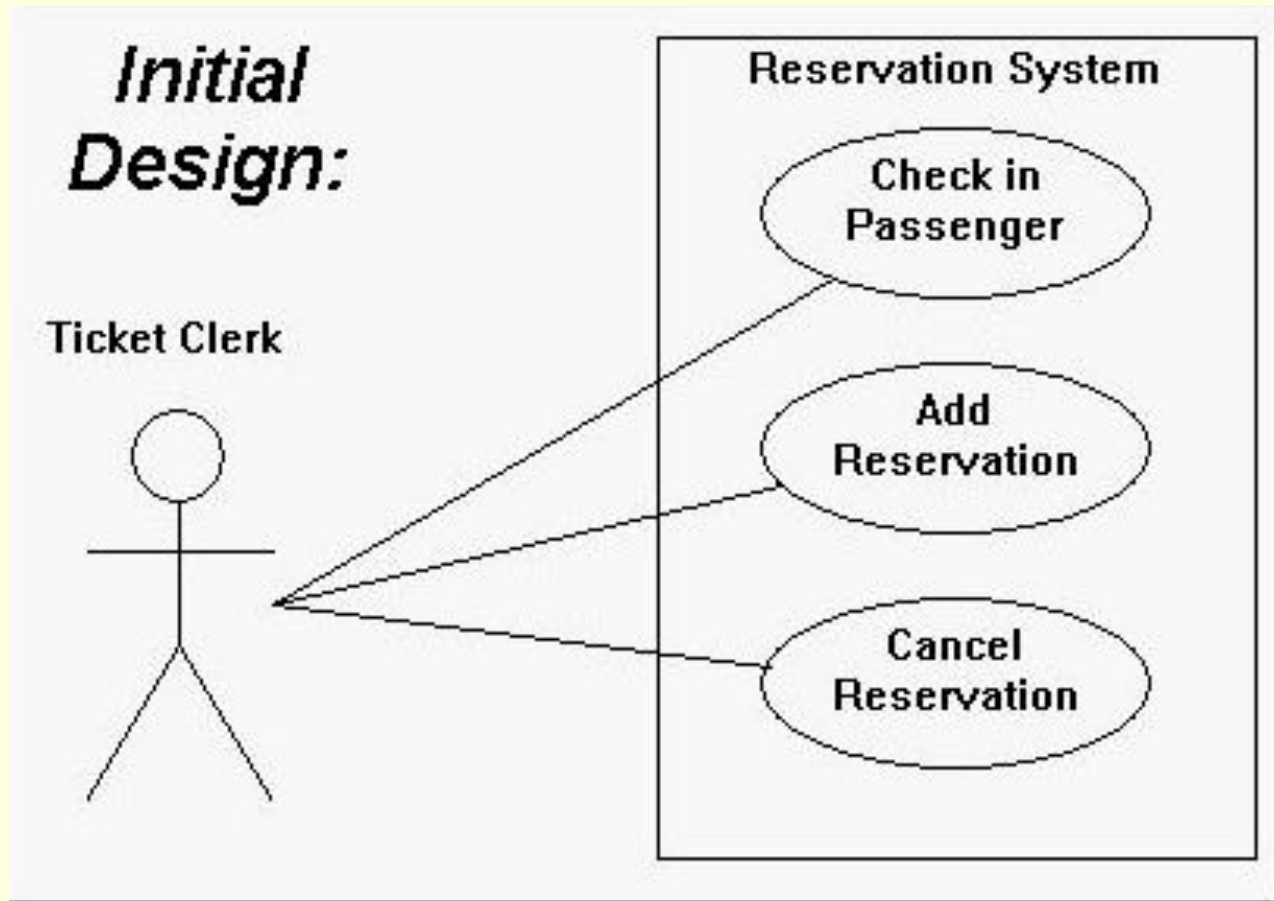 Initial
Design:
Reservation System
Check in
Passenger
Ticket Clerk
Add
Reservation
Cancel
Reservation